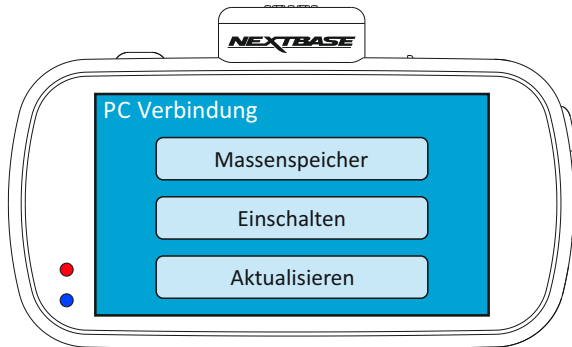 NEXTBASE
PC Verbindung
Massenspeicher
Einschalten
Aktualisieren